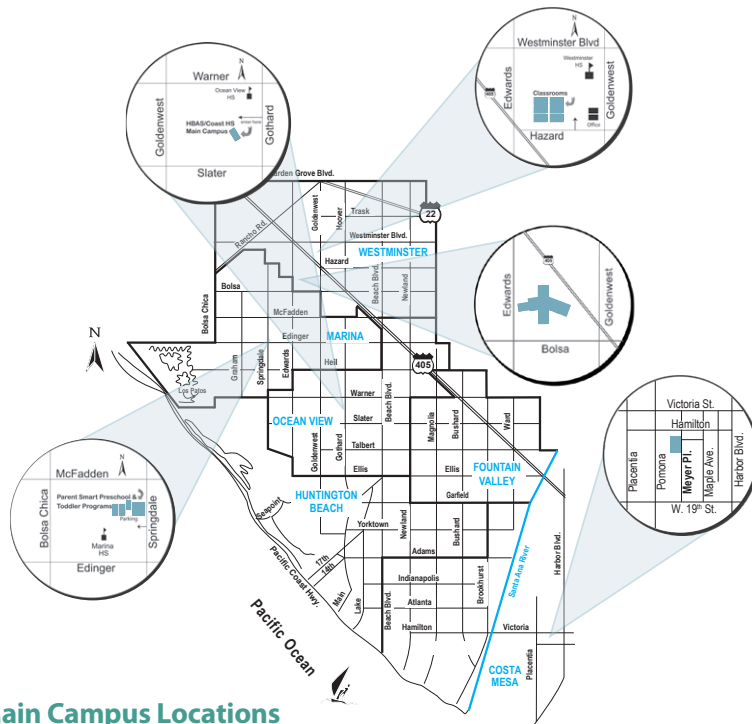 N
Warner
Ocean View
HS
Goldenwest
HBAS/Coast HS
Main Campus
enter here
Gothard
Slater
N
Westminster Blvd
Westminster
HS
Edwards
405
Classrooms
Goldenwest
Office
Hazard
arden Grove Blvd.
Goldenwest
Hoover
Trask
22
Rancho Rd.
Westminster Blvd.
WESTMINSTER
Hazard
Beach Blvd.
Newland
Bolsa
Bolsa Chica
McFadden
Edinger
MARINA
Graham
Springdale
Edwards
Heil
405
Los Patos
N
405
Edwards
Goldenwest
Bolsa
Warner
Beach Blvd.
Slater
OCEAN VIEW
Goldenwest
Gothard
Talbert
Ellis
Magnolia
Bushard
Ward
Ellis
FOUNTAIN
VALLEY
Garfield
HUNTINGTON
BEACH
Seapoint
Yorktown
Newland
Bushard
Adams
17th
14th
Pacific Coast Hwy.
Main
Lake
Beach Blvd.
Indianapolis
Atlanta
Hamilton
Brookhurst
Santa Ana River
Harbor Blvd.
Victoria
Placentia
COSTA
MESA
Pacific Ocean
Victoria St.
Hamilton
Placentia
Pomona
Meyer Pl.
Maple Ave.
Harbor Blvd.
W. 19th St.
McFadden
N
Bolsa Chica
Parent Smart Preschool &
Toddler Programs
Parking
Springdale
Marina
HS
Edinger
ain Campus Locations